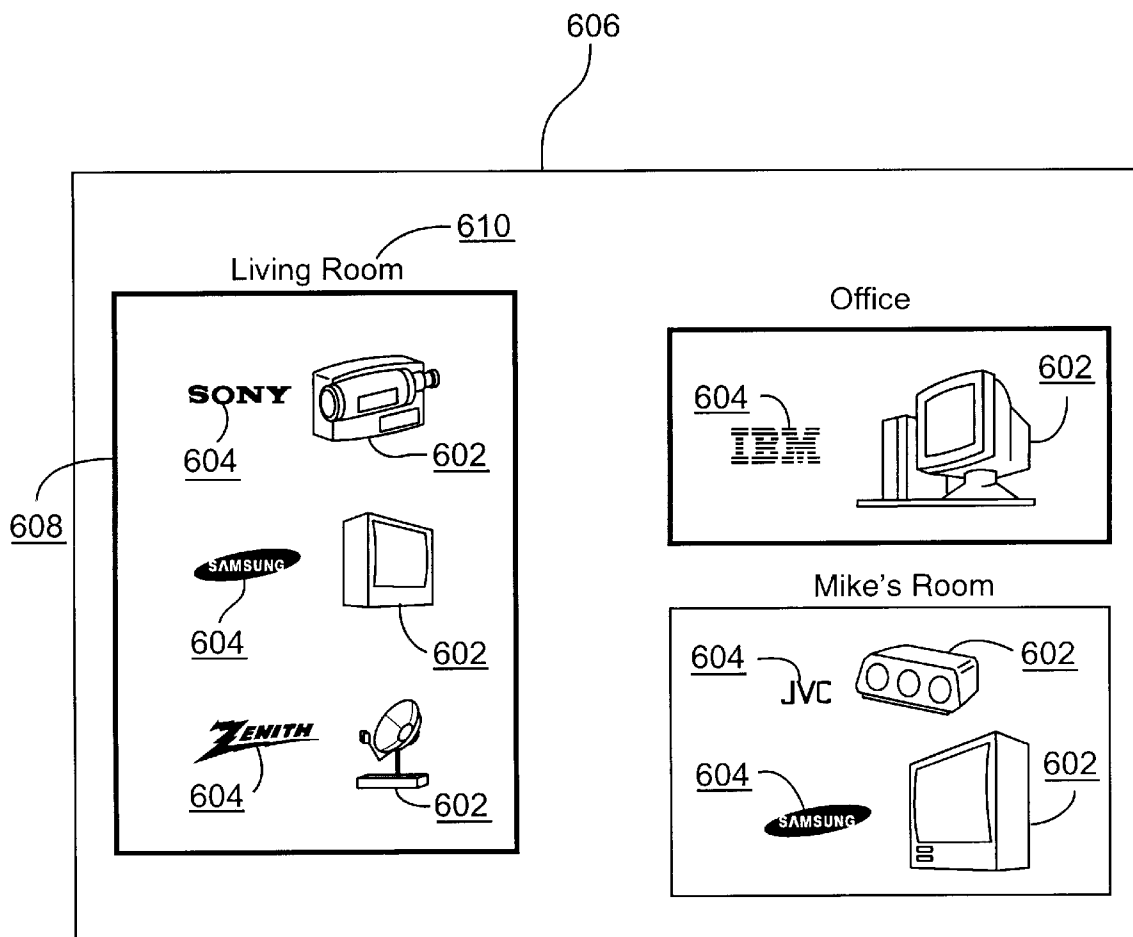 606
610
Living Room
SONY
604
602
608
SAMSUNG
604
602
ZENITH
604
602
Office
604
602
IBM
Mike's Room
604
602
JVC
604
602
SAMSUNG